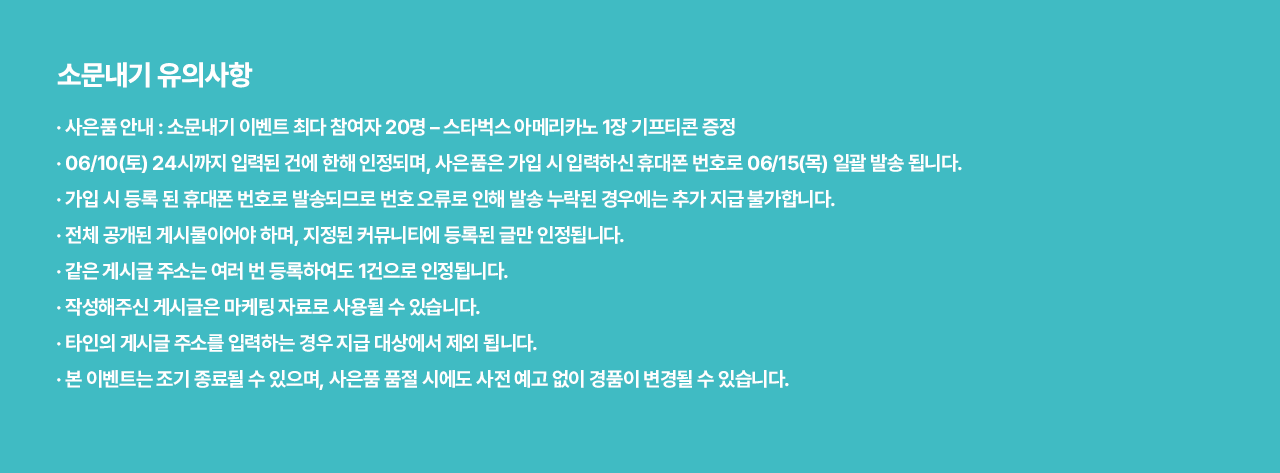 소문내기 유의사항
· 사은품 안내 : 소문내기 이벤트 최다 참여자 20명 – 스타벅스 아메리카노 1장 기프티콘 증정
· 06/10(토) 24시까지 입력된 건에 한해 인정되며, 사은품은 가입 시 입력하신 휴대폰 번호로 06/15(목) 일괄 발송 됩니다.
· 가입 시 등록 된 휴대폰 번호로 발송되므로 번호 오류로 인해 발송 누락된 경우에는 추가 지급 불가합니다.
· 전체 공개된 게시물이어야 하며, 지정된 커뮤니티에 등록된 글만 인정됩니다.
· 같은 게시글 주소는 여러 번 등록하여도 1건으로 인정됩니다.
· 작성해주신 게시글은 마케팅 자료로 사용될 수 있습니다.
· 타인의 게시글 주소를 입력하는 경우 지급 대상에서 제외 됩니다.
· 본 이벤트는 조기 종료될 수 있으며, 사은품 품절 시에도 사전 예고 없이 경품이 변경될 수 있습니다.